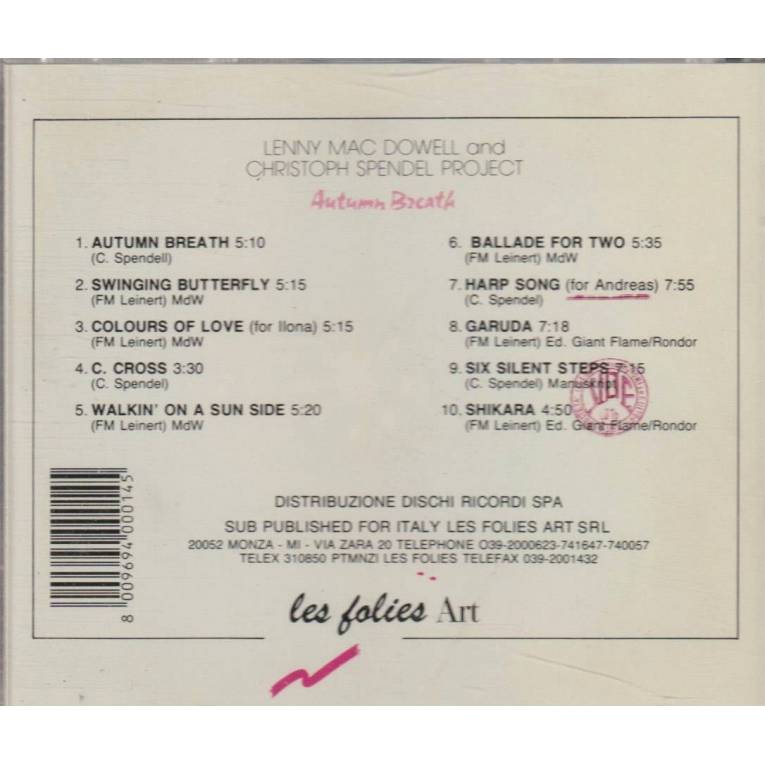 LENNY MAC DOWELL and
CHRISTOPH SPENDEL PROJECT
Autumn Breath
1. AUTUMN BREATH 5:10
(C. Spendell)
2. SWINGING BUTTERFLY 5:15
(FM Leinert) MdW
3. COLOURS OF LOVE (for Ilona) 5:15
(FM Leinert) MdW
4. C. CROSS 3:30
(C. Spendel)
5. WALKIN' ON A SUN SIDE 5:20
(FM Leinert) MdW
6. BALLADE FOR TWO 5:35
(FM Leinert) MdW
7. HARP SONG (for Andreas) 7:55
(C. Spendel)
8. GARUDA 7:18
(FM Leinert) Ed. Giant Flame/Rondor
9. SIX SILENT STEPS 7:15
(C. Spendel) Manuskript
10. SHIKARA 4:50
(FM Leinert) Ed. Giant Flame/Rondor
DISTRIBUZIONE DISCHI RICORDI SPA
SUB PUBLISHED FOR ITALY LES FOLIES ART SRL
20052 MONZA - MI - VIA ZARA 20 TELEPHONE O39-2000623-741647-740057
TELEX 310850 PTMNZI LES FOLIES TELEFAX 039-2001432
les folies Art
8 009694 000145